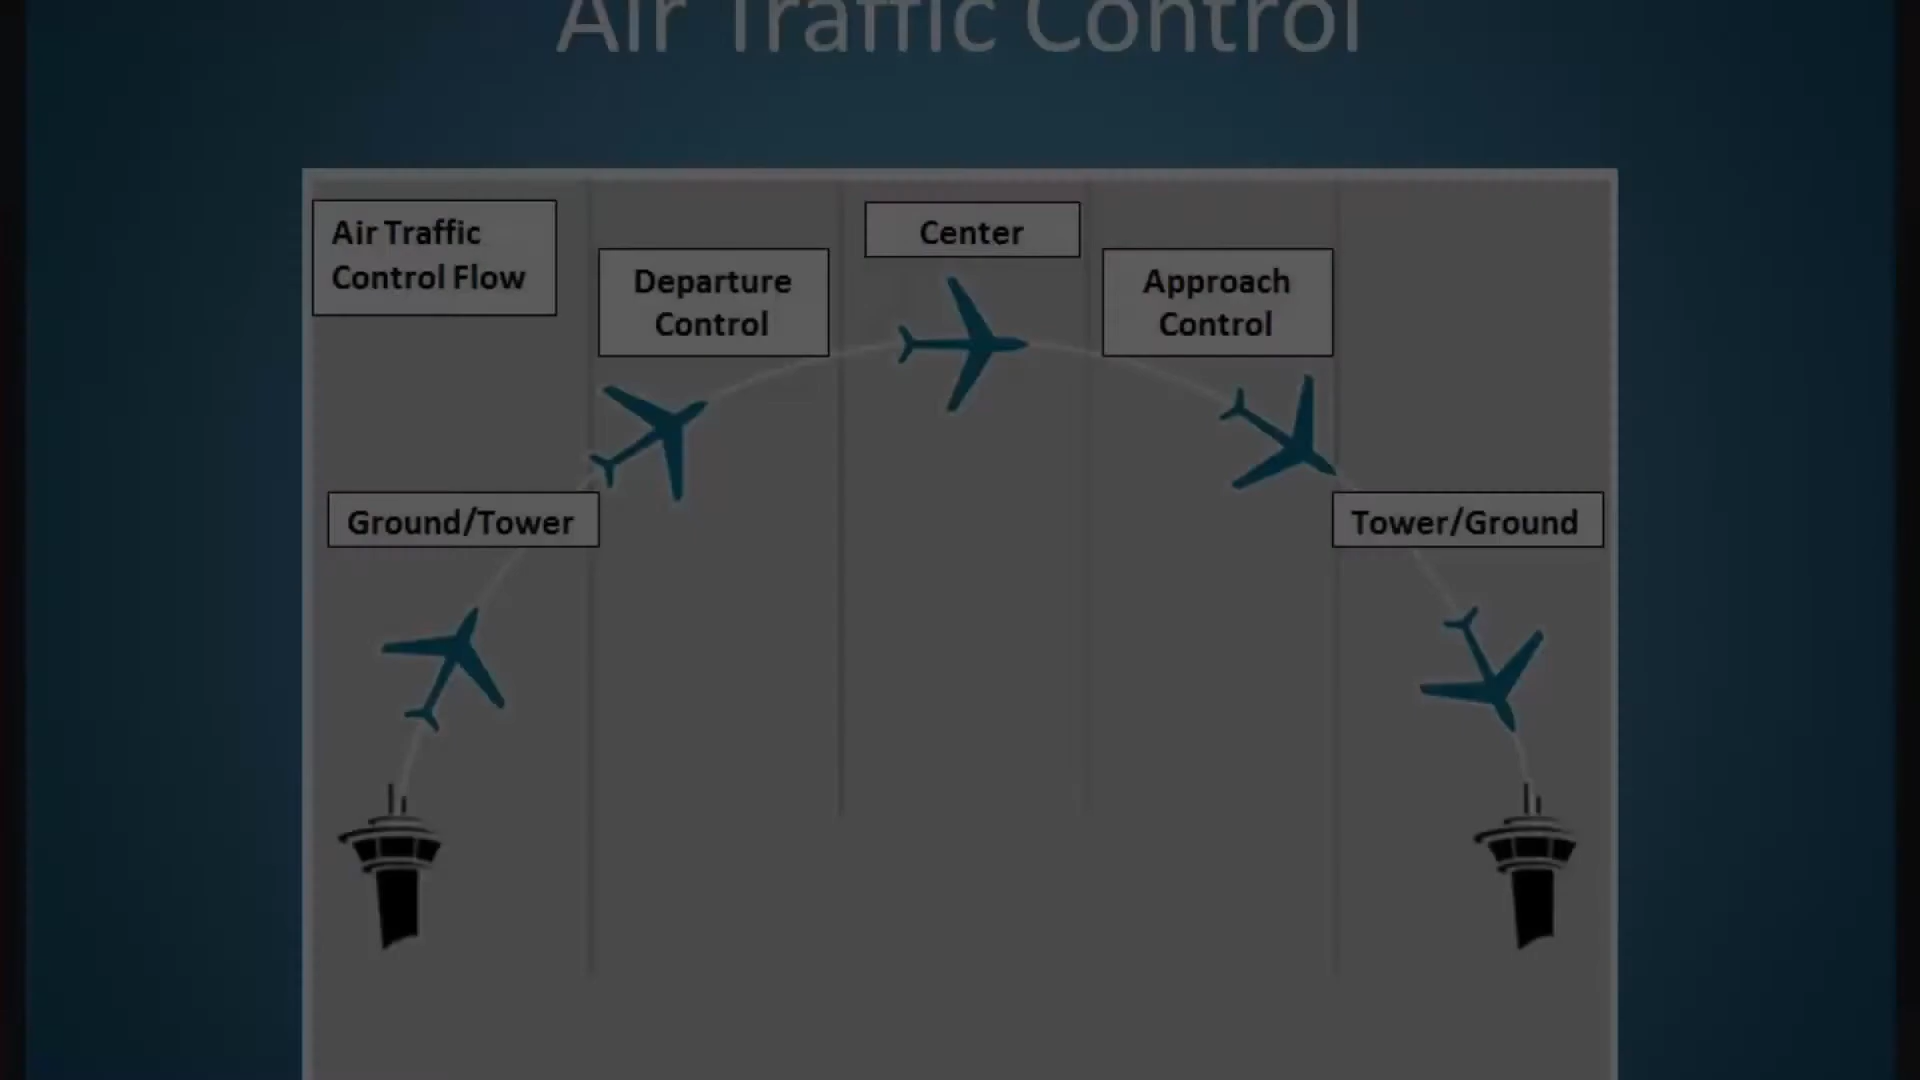 Air Traffic Control
Air Traffic
Control Flow
Center
Departure
Control
Approach
Control
Ground/Tower
Tower/Ground